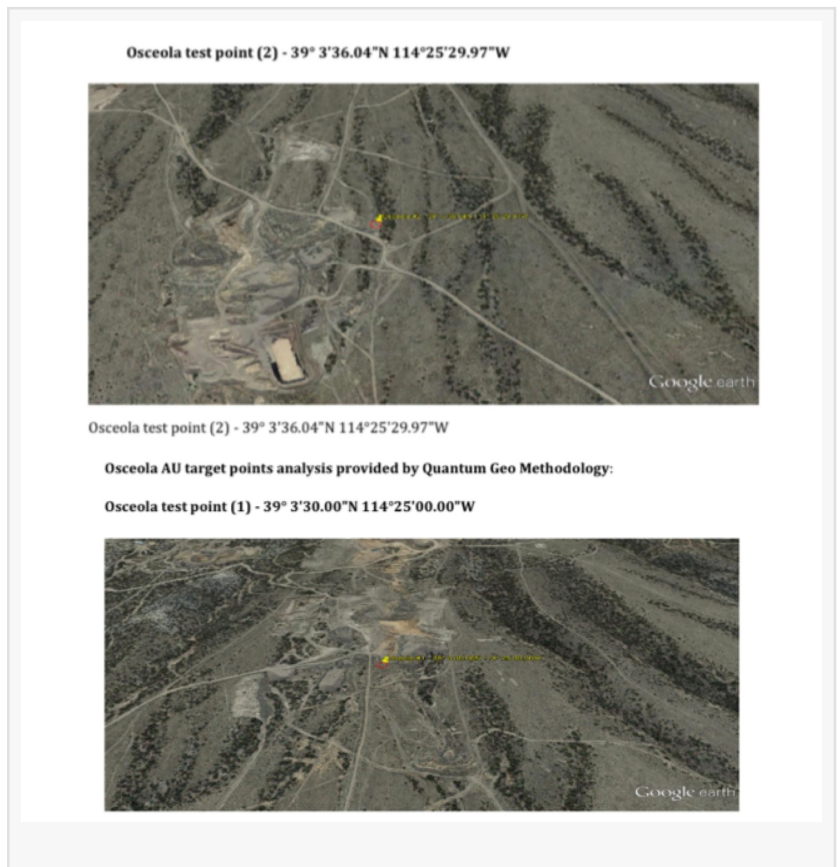 Osceola test point (2) - 39° 3'36.04"N 114°25'29.97"W
Google earth
Osceola test point (2) - 39° 3'36.04"N 114°25'29.97"W
Osceola AU target points analysis provided by Quantum Geo Methodology:
Osceola test point (1) - 39° 3'30.00"N 114°25'00.00"W
Google earth